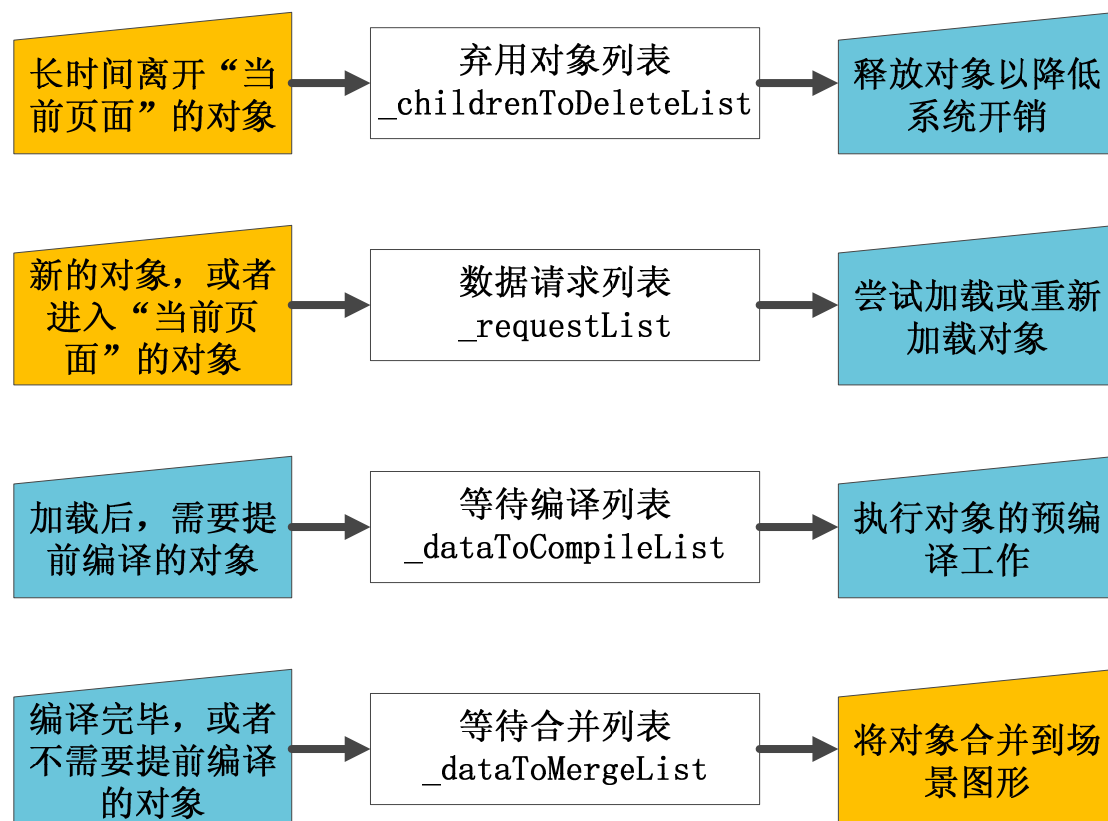 长时间离开“当
前页面”的对象
弃用对象列表
_childrenToDeleteList
释放对象以降低
系统开销
新的对象，或者
进入“当前页
面”的对象
数据请求列表
_requestList
尝试加载或重新
加载对象
加载后，需要提
前编译的对象
等待编译列表
_dataToCompileList
执行对象的预编
译工作
编译完毕，或者
不需要提前编译
的对象
等待合并列表
_dataToMergeList
将对象合并到场
景图形